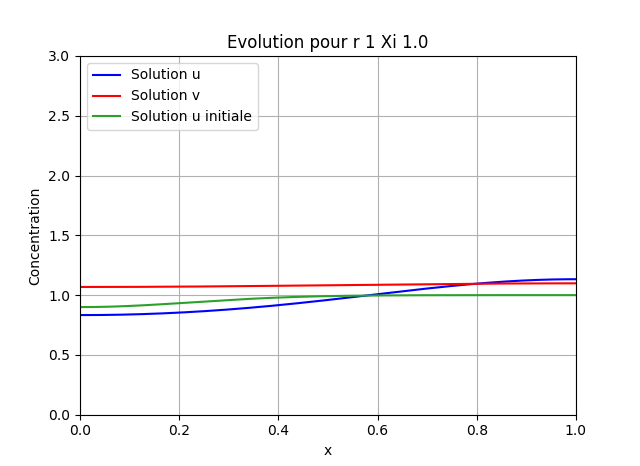 Evolution pour r 1 Xi 1.0
3.0
2.5
2.0
1.5
1.0
0.5
0.0
Concentration
Solution u
Solution v
Solution u initiale
0.0 0.2 0.4 0.6 0.8 1.0
x